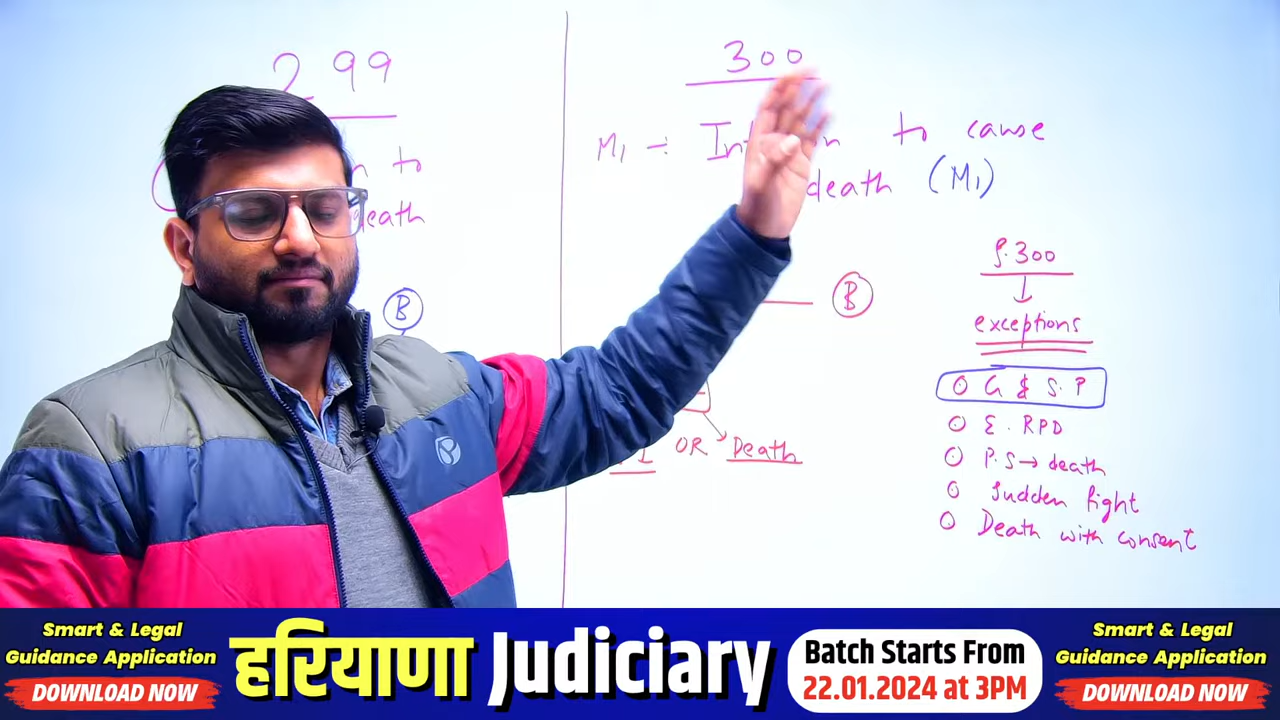 299
to
death
B
300
M1 ÷
to cause
death (M1)
B
OR Death
S.300
↓
exceptions
G & S.P
E. RPD
P.S → death
Sudden fight
Death with consent
Smart & Legal
Guidance Application
DOWNLOAD NOW
हरियाणा Judiciary
Batch Starts From
22.01.2024 at 3PM
Smart & Legal
Guidance Application
DOWNLOAD NOW